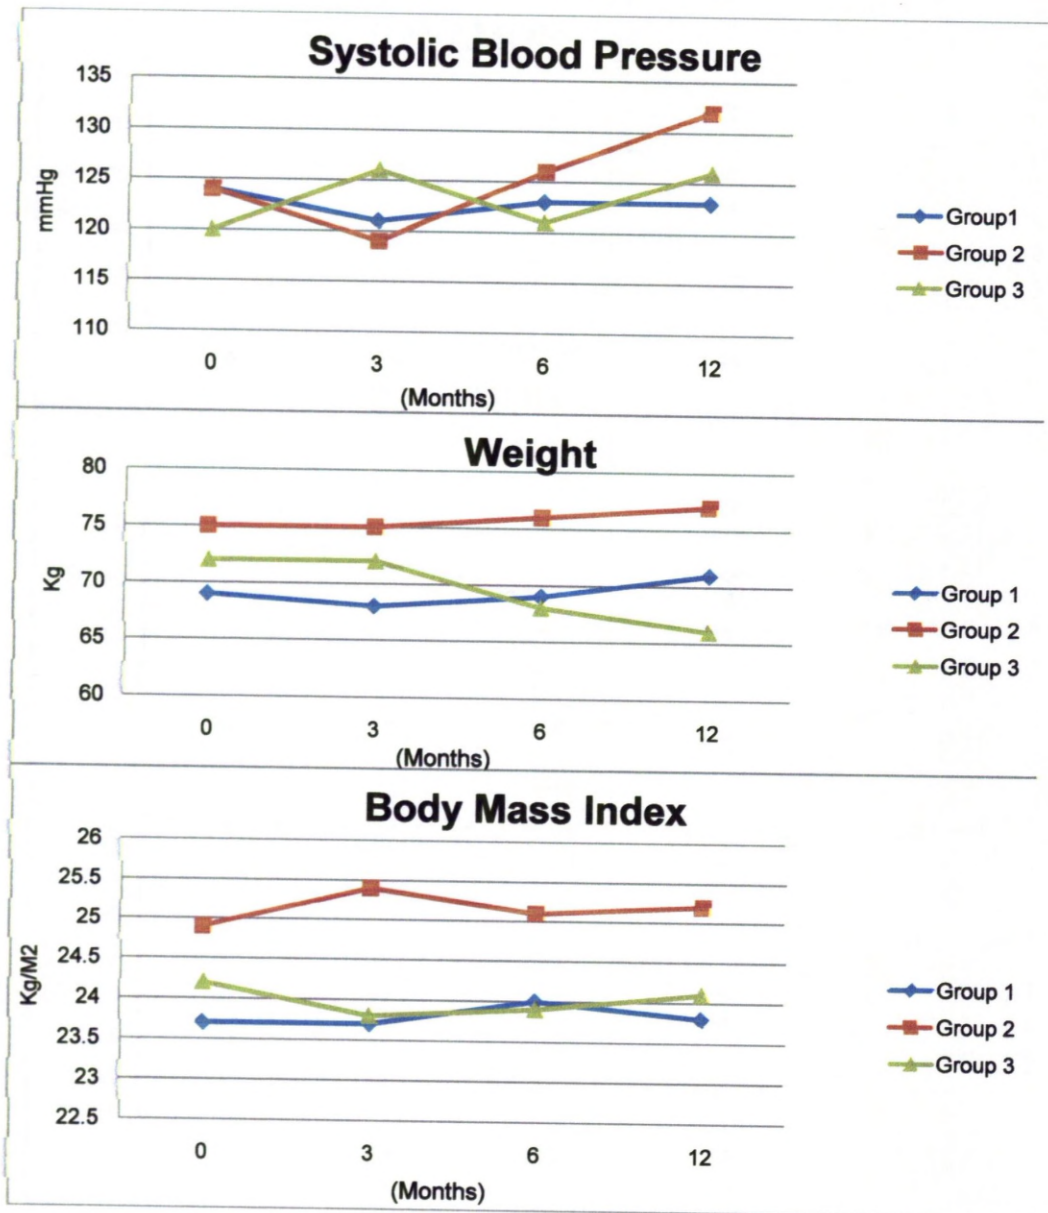 Systolic Blood Pressure
135
130
125
120
115
110
mmHg
0 3 6 12
(Months)
Group1
Group 2
Group 3
Weight
80
75
70
65
60
Kg
0 3 6 12
(Months)
Group 1
Group 2
Group 3
Body Mass Index
26
25.5
25
24.5
24
23.5
23
22.5
Kg/M2
0 3 6 12
(Months)
Group 1
Group 2
Group 3